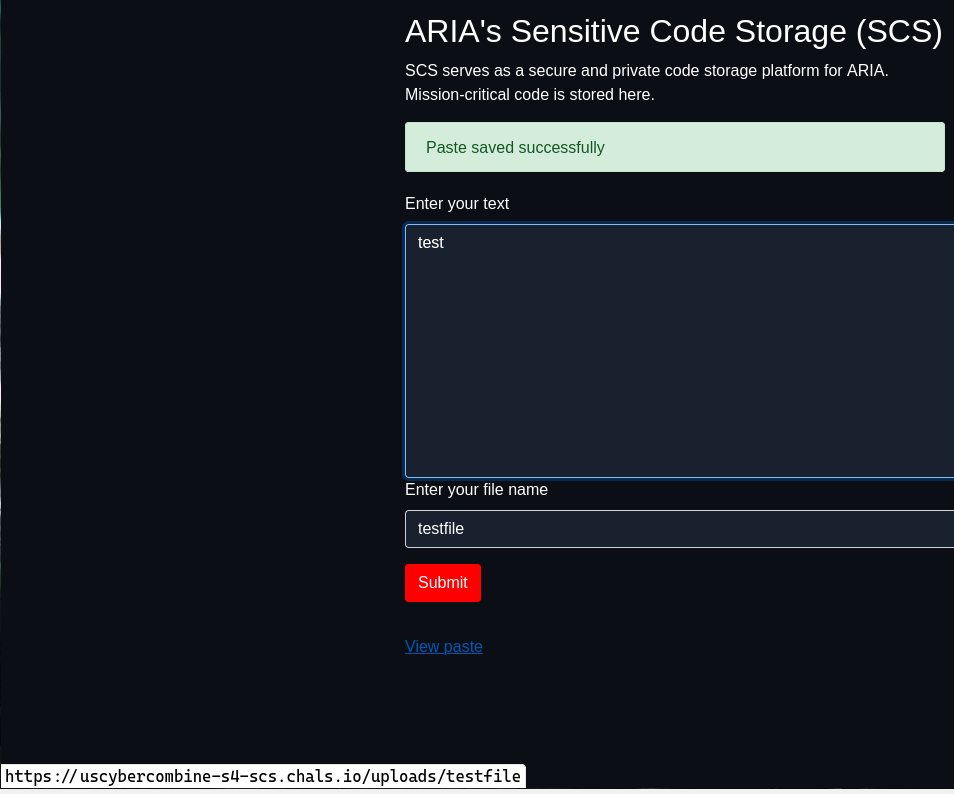 ARIA's Sensitive Code Storage (SCS)
SCS serves as a secure and private code storage platform for ARIA.
Mission-critical code is stored here.
Paste saved successfully
Enter your text
test
Enter your file name
testfile
Submit
View paste
https://uscybercombine-s4-scs.chals.io/uploads/testfile